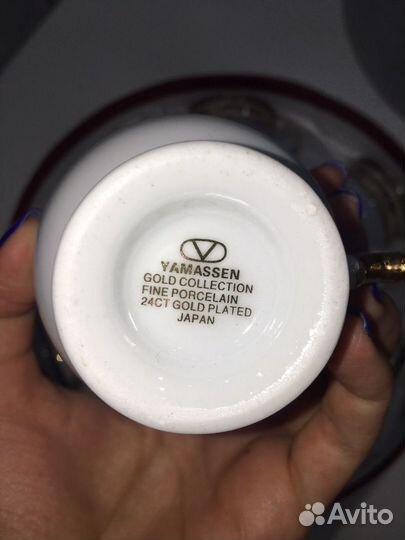 YAMASSEN
GOLD COLLECTION
FINE PORCELAIN
24CT GOLD PLATED
JAPAN
Avito